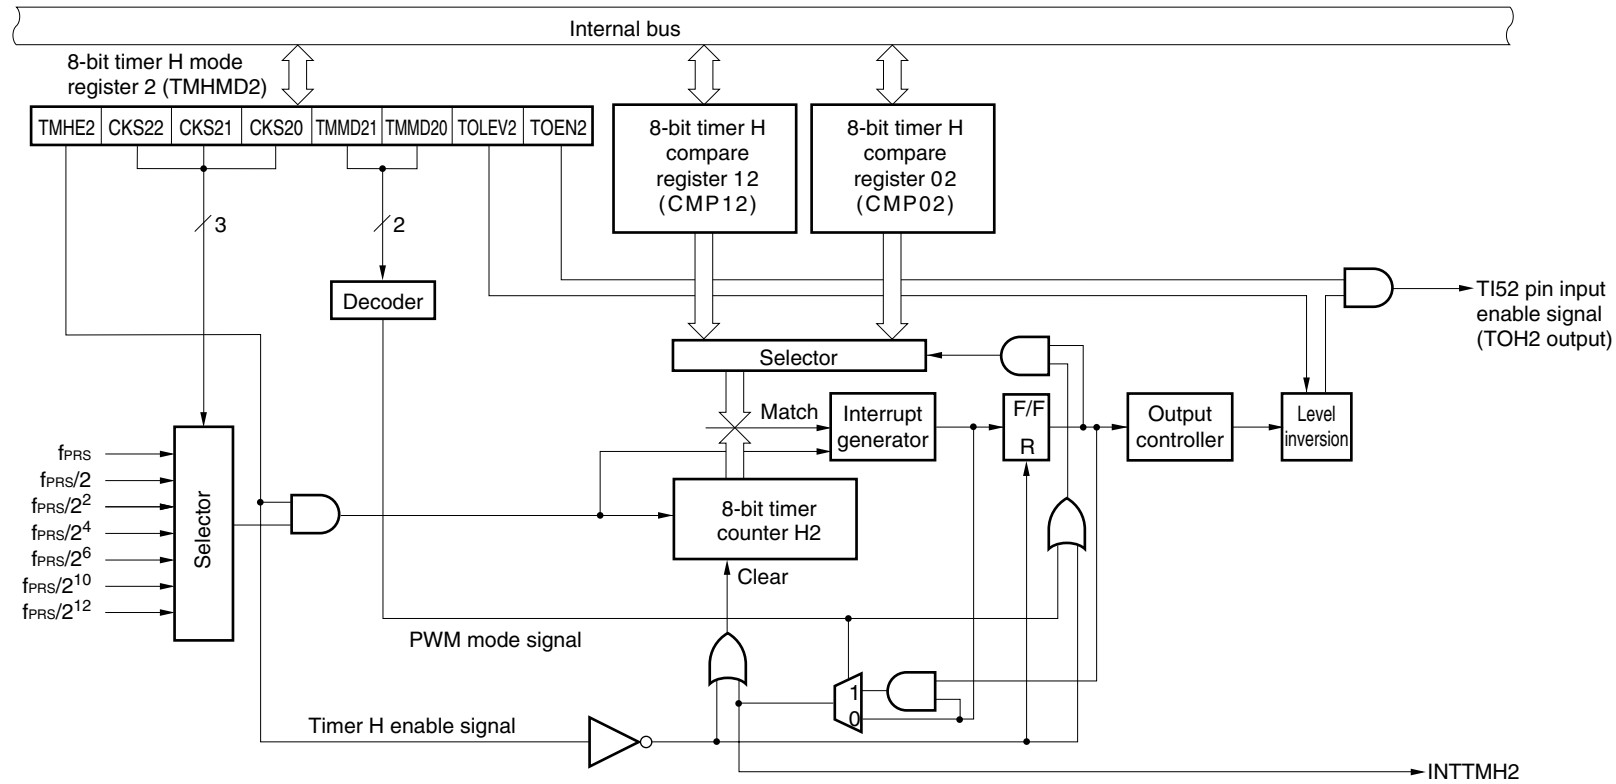 Internal bus
8-bit timer H mode
register 2 (TMHMD2)
TMHE2 CKS22 CKS21 CKS20 TMMD21 TMMD20 TOLEV2 TOEN2
8-bit timer H
compare
register 12
(CMP12)
8-bit timer H
compare
register 02
(CMP02)
3
2
Decoder
TI52 pin input
enable signal
(TOH2 output)
Selector
Match
Interrupt
generator
F/F
R
Output
controller
Level
inversion
fPRS
fPRS/2
fPRS/2²
fPRS/2⁴
fPRS/2⁶
fPRS/2¹⁰
fPRS/2¹²
Selector
8-bit timer
counter H2
Clear
PWM mode signal
1
0
Timer H enable signal
INTTMH2